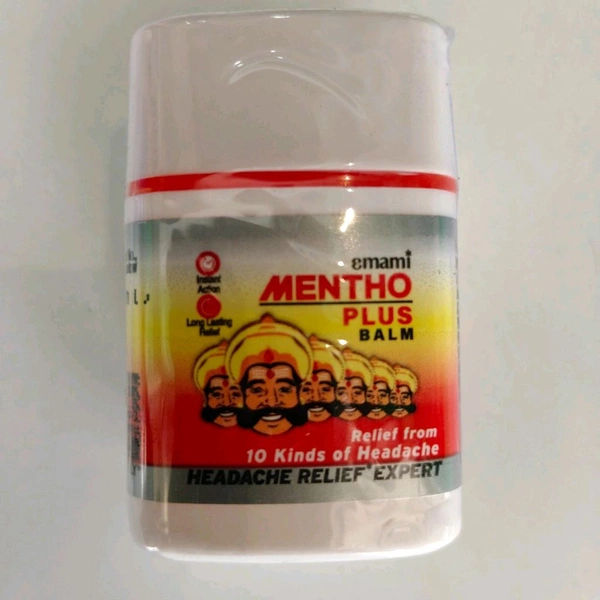 emami
MENTHO
PLUS
BALM
Instant
Action
Long Lasting
Relief
Relief from
10 Kinds of Headache
HEADACHE RELIEF* EXPERT